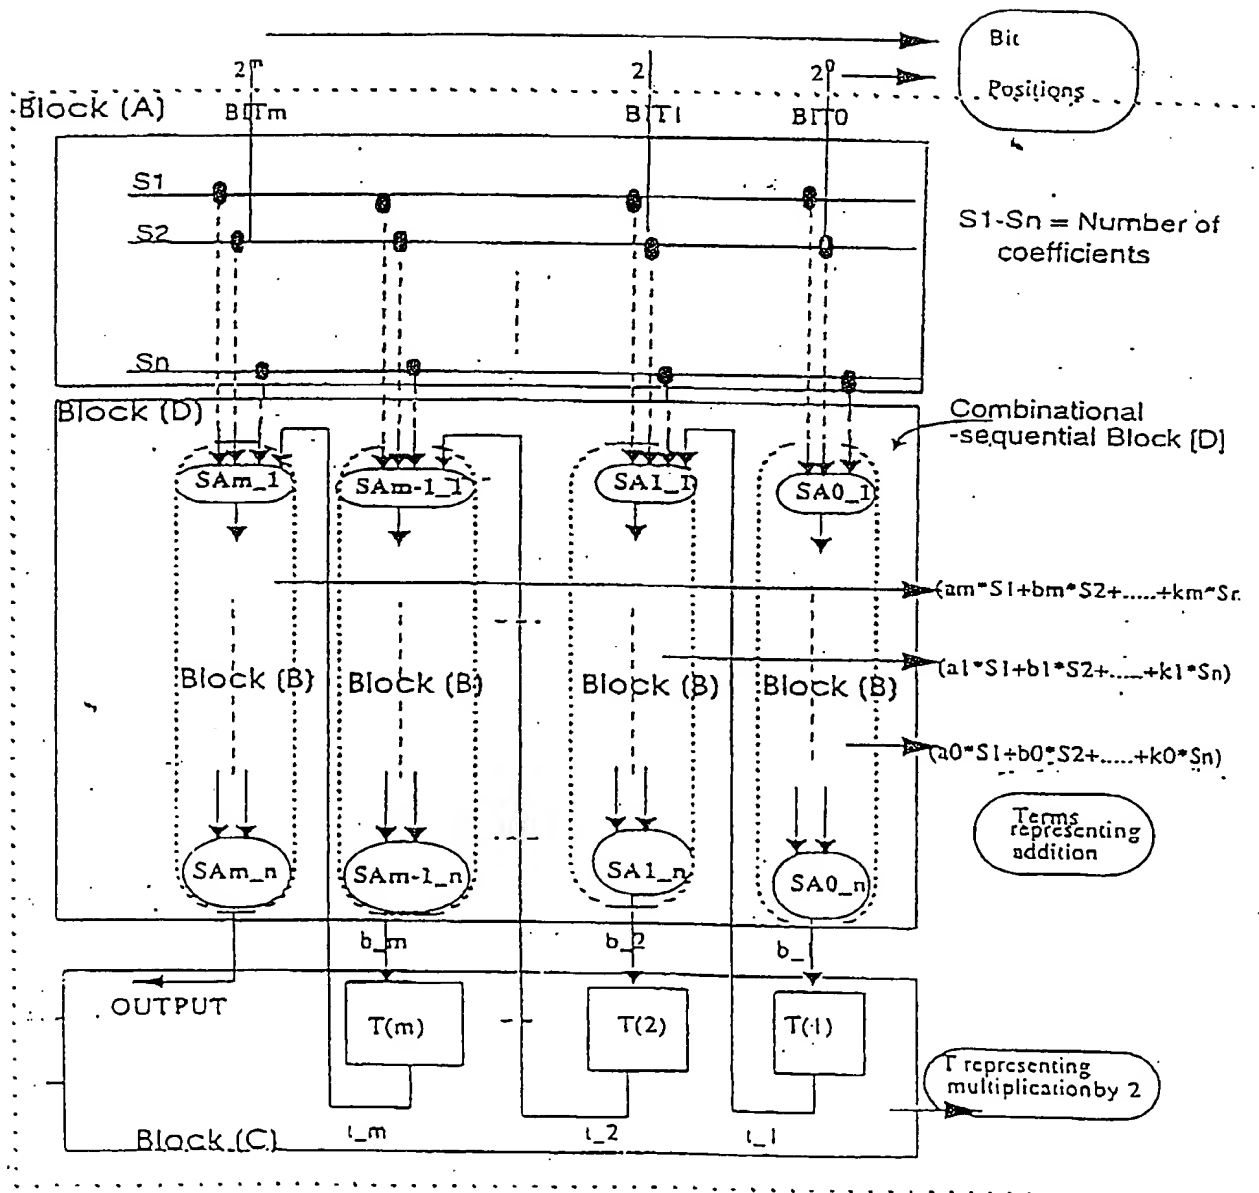 Bit
Positions
2^m
2
2^0
Block (A)
BITm
BIT1
BIT0
S1
S2
Sn
S1-Sn = Number of
coefficients
Block (D)
Combinational
-sequential Block [D]
SAm_1
SAm-1_1
SA1_1
SA0_1
(am*S1+bm*S2+.....+km*Sr.
(a1*S1+b1*S2+.....+k1*Sn)
Block (B)
Block (B)
Block (B)
Block (B)
(a0*S1+b0*S2+.....+k0*Sn)
Terms
representing
addition
SAm_n
SAm-1_n
SA1_n
SA0_n
b_m
b_2
b_
OUTPUT
T(m)
T(2)
T(1)
T representing
multiplication by 2
Block (C)
t_m
t_2
t_1